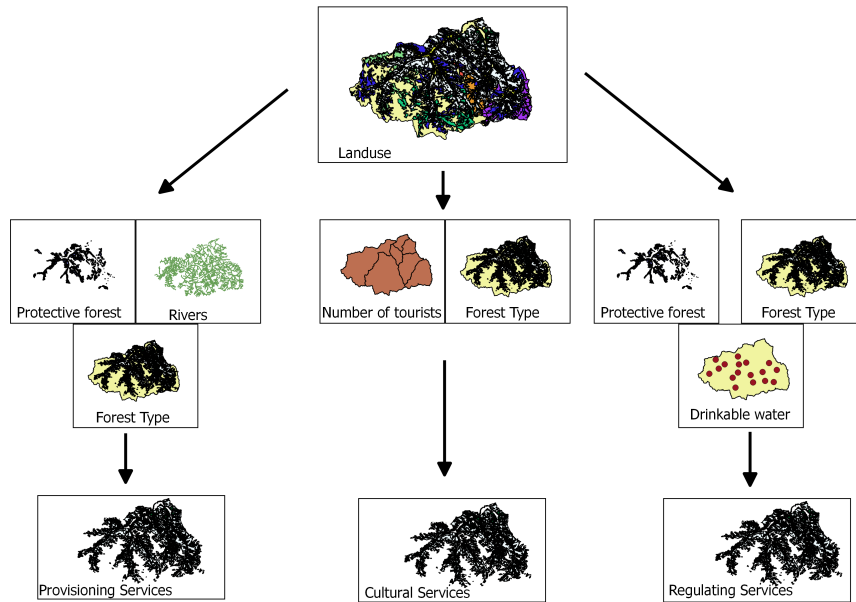 Landuse
Protective forest
Rivers
Number of tourists
Forest Type
Protective forest
Forest Type
Forest Type
Drinkable water
Provisioning Services
Cultural Services
Regulating Services